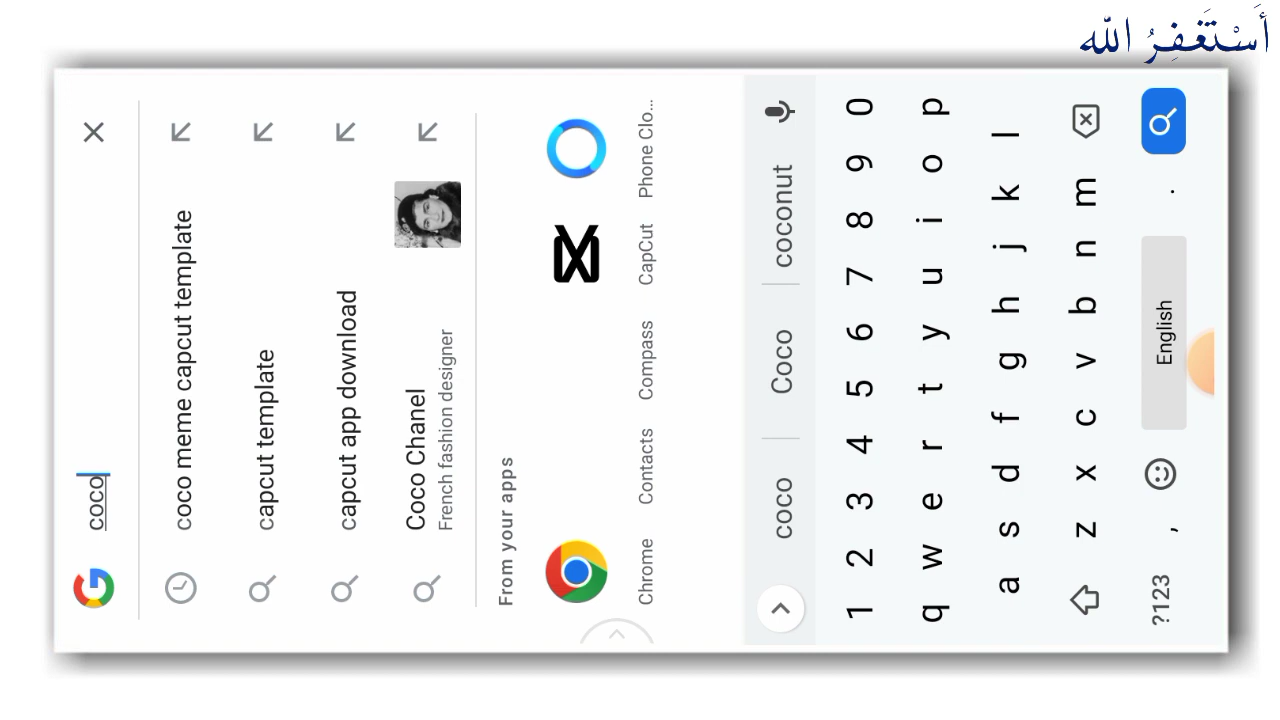 أَسْتَغْفِرُ اللّٰه
coco
coco meme capcut template
capcut template
capcut app download
Coco Chanel
French fashion designer
From your apps
Chrome Contacts Compass CapCut Phone Clo...
coco Coco coconut
1 2 3 4 5 6 7 8 9 0
q w e r t y u i o p
a s d f g h j k l
z x c v b n m
?123 , English .